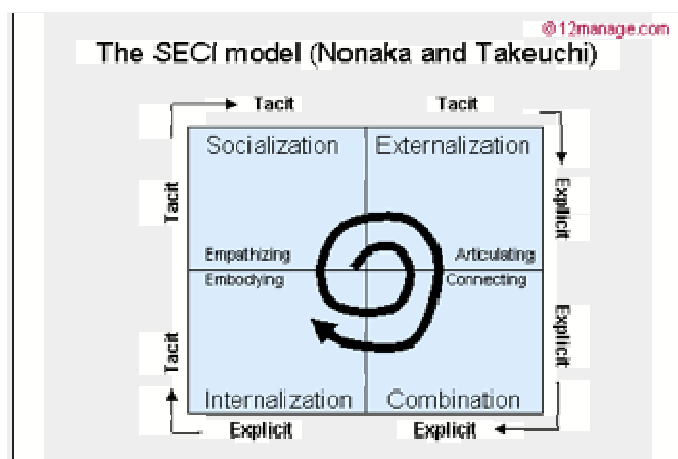 @12manage.com
The SECI model (Nonaka and Takeuchi)
Tacit Tacit
Socialization Externalization
Tacit Explicit
Empathizing Articulating
Embodying Connecting
Tacit Explicit
Internalization Combination
Explicit Explicit